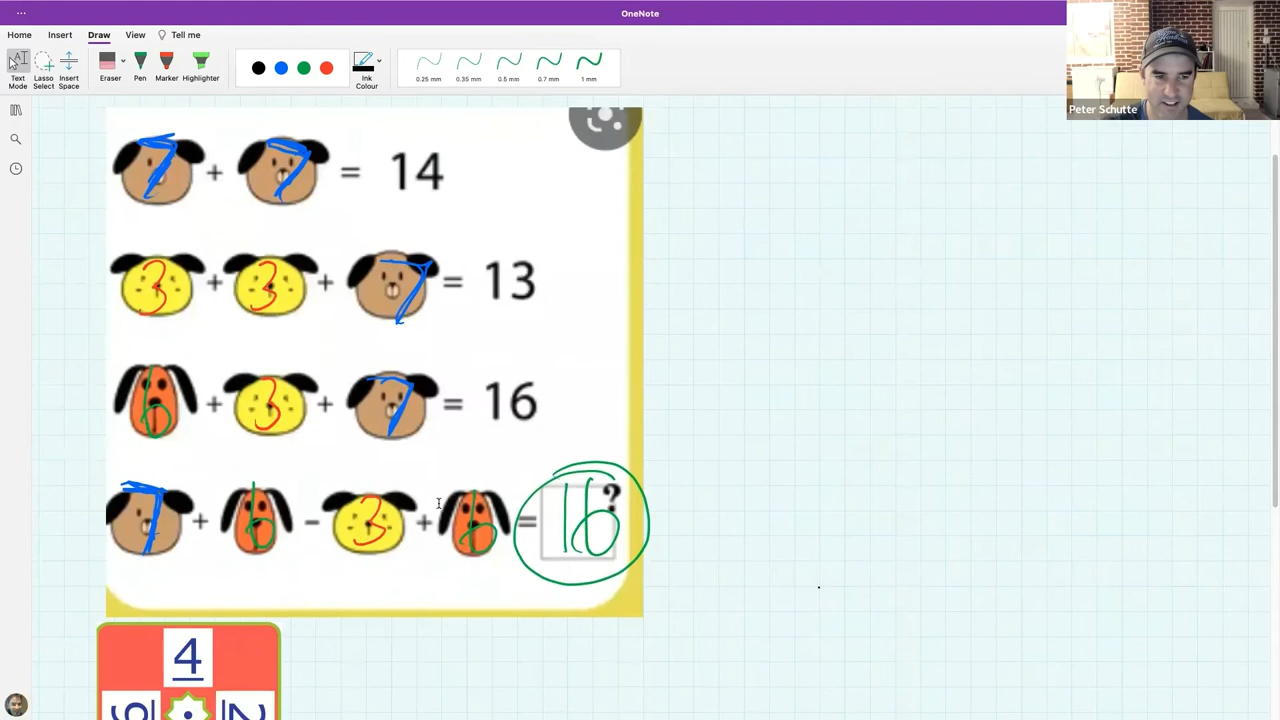 OneNote
Home Insert Draw View Tell me
Text Mode
Lasso Select
Insert Space
Eraser
Pen
Marker
Highlighter
Ink Colour
0.25 mm 0.35 mm 0.5 mm 0.7 mm 1 mm
Peter Schutte
7 + 7 = 14
3 + 3 + 7 = 13
6 + 3 + 7 = 16
7 + 6 - 3 + 6 = 16 ?
4